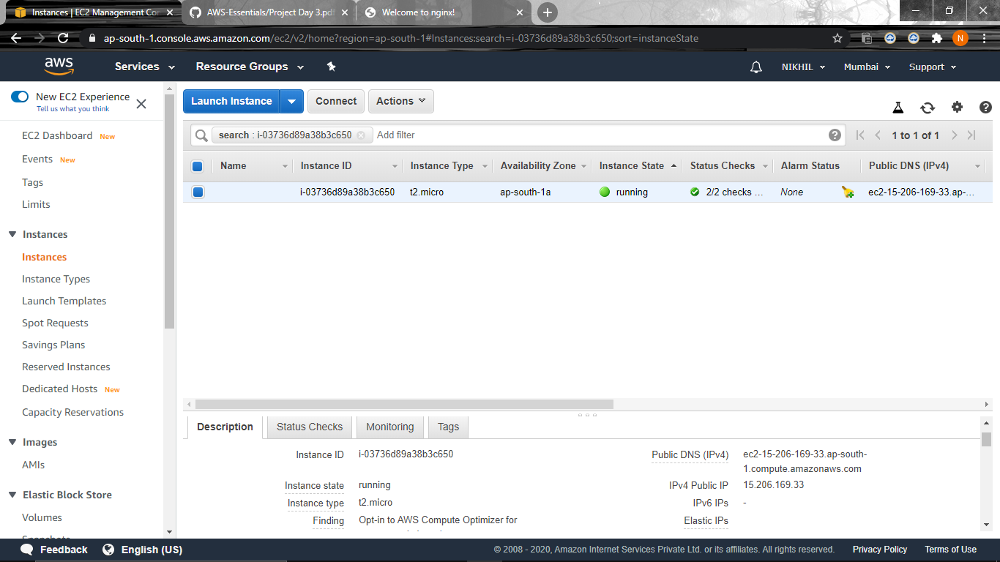 Instances | EC2 Management Con
AWS-Essentials/Project Day 3.pdf
Welcome to nginx!
ap-south-1.console.aws.amazon.com/ec2/v2/home?region=ap-south-1#Instances:search=i-03736d89a38b3c650;sort=instanceState
N
aws
Services
Resource Groups
NIKHIL
Mumbai
Support
New EC2 Experience
Tell us what you think
EC2 Dashboard New
Events New
Tags
Limits
Instances
Instances
Instance Types
Launch Templates
Spot Requests
Savings Plans
Reserved Instances
Dedicated Hosts New
Capacity Reservations
Images
AMIs
Elastic Block Store
Volumes
Launch Instance
Connect
Actions
search : i-03736d89a38b3c650 Add filter
1 to 1 of 1
Name Instance ID Instance Type Availability Zone Instance State Status Checks Alarm Status Public DNS (IPv4)
i-03736d89a38b3c650 t2.micro ap-south-1a running 2/2 checks ... None ec2-15-206-169-33.ap-...
Description Status Checks Monitoring Tags
Instance ID i-03736d89a38b3c650
Instance state running
Instance type t2.micro
Finding Opt-in to AWS Compute Optimizer for
Public DNS (IPv4) ec2-15-206-169-33.ap-south-
1.compute.amazonaws.com
IPv4 Public IP 15.206.169.33
IPv6 IPs -
Elastic IPs
Feedback English (US)
© 2008 - 2020, Amazon Internet Services Private Ltd. or its affiliates. All rights reserved. Privacy Policy Terms of Use